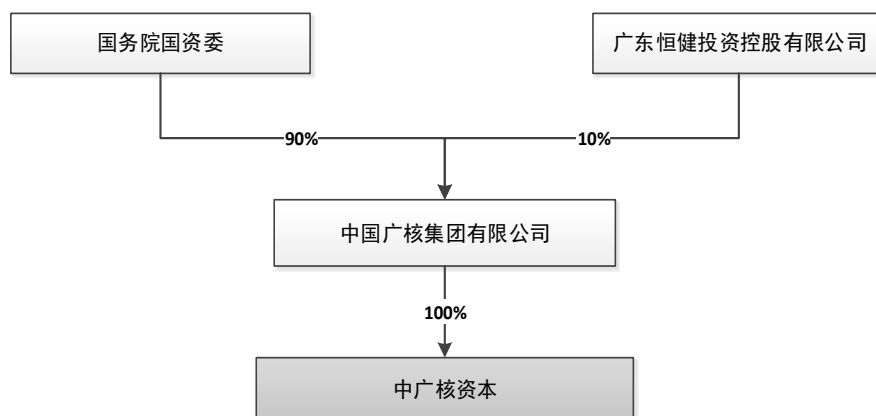 国务院国资委
广东恒健投资控股有限公司
90%
10%
中国广核集团有限公司
100%
中广核资本